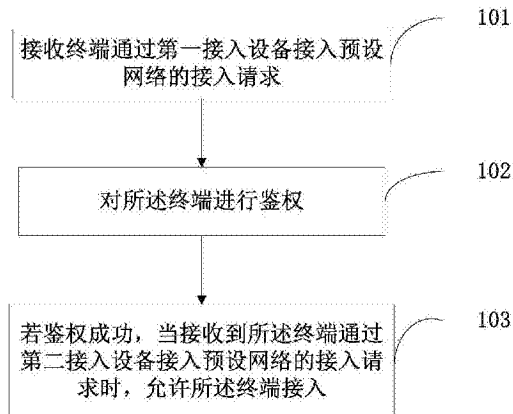 101
接收终端通过第一接入设备接入预设
网络的接入请求
102
对所述终端进行鉴权
103
若鉴权成功，当接收到所述终端通过
第二接入设备接入预设网络的接入请
求时，允许所述终端接入